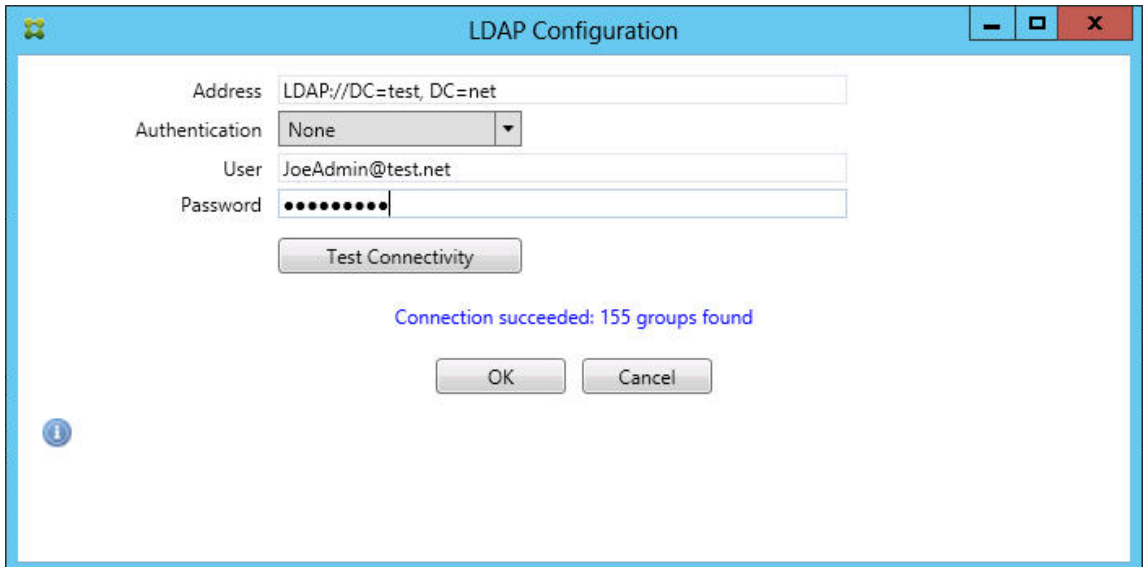 LDAP Configuration
Address LDAP://DC=test, DC=net
Authentication None
User JoeAdmin@test.net
Password •••••••••
Test Connectivity
Connection succeeded: 155 groups found
OK Cancel